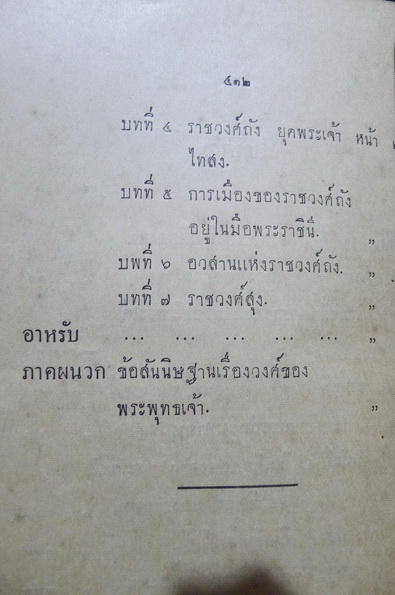 ๔๓๒
บทที่ ๔ ราชวงศ์ถัง ยุคพระเจ้า หน้า
ไทสง.
บทที่ ๕ การเมืองของราชวงศ์ถัง
อยู่ในมือพระราชินี. „
บทที่ ๖ อวสานแห่งราชวงศ์ถัง. „
บทที่ ๗ ราชวงศ์สุง. „
อาหรับ ... ... ... ... ... „
ภาคผนวก ข้อสันนิษฐานเรื่องวงศ์ของ
พระพุทธเจ้า. „